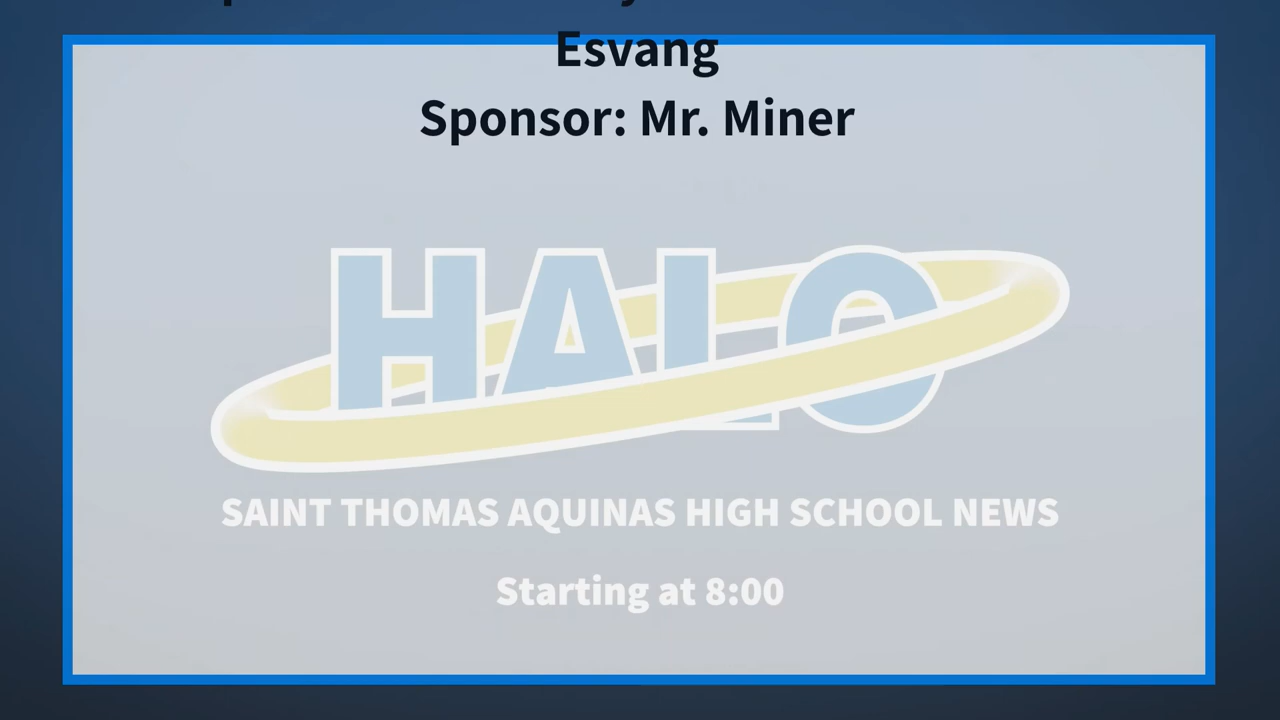 Esvang
Sponsor: Mr. Miner
HALO
SAINT THOMAS AQUINAS HIGH SCHOOL NEWS
Starting at 8:00